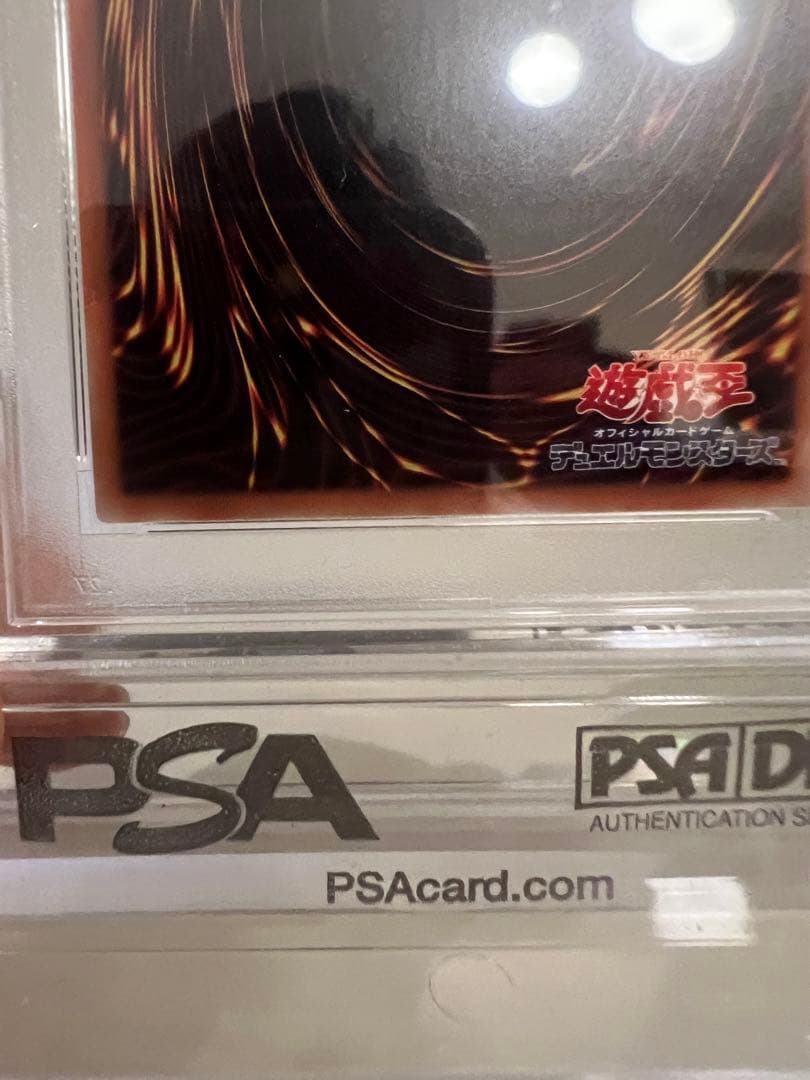 遊戯王
オフィシャルカードゲーム
デュエルモンスターズ
PSA
PSA
AUTHENTICATION
PSAcard.com